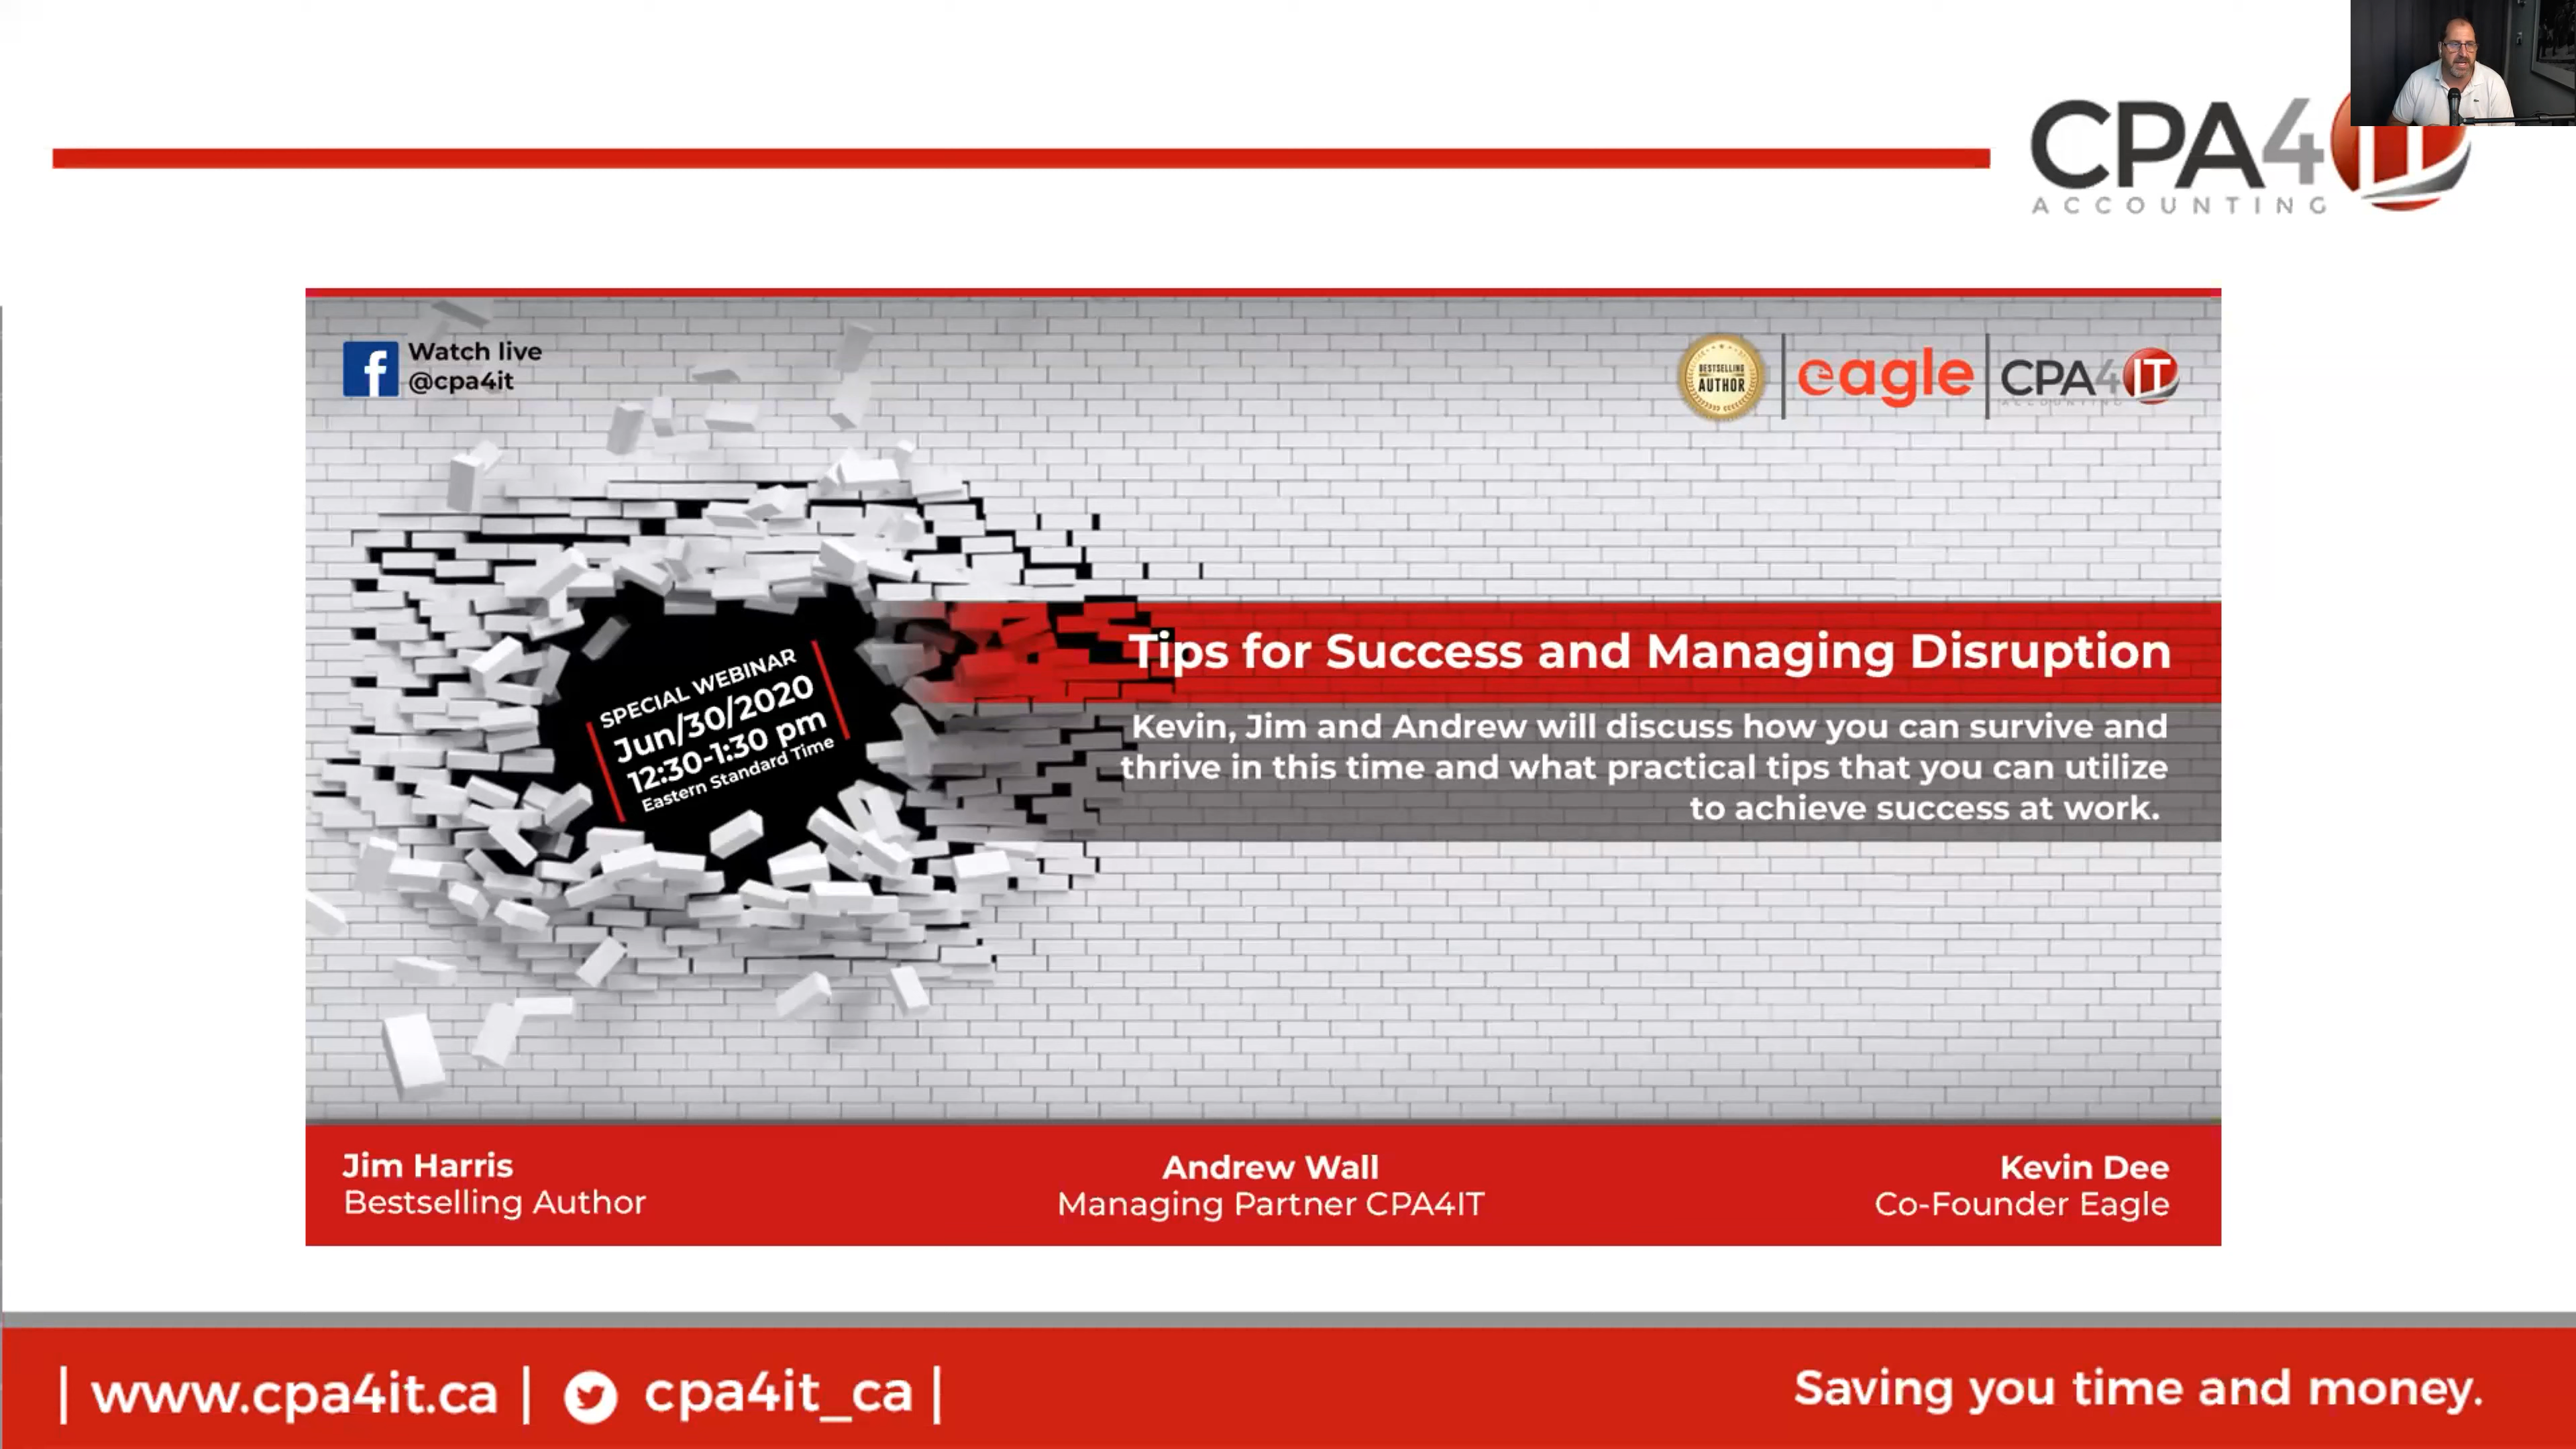 CPA4IT
ACCOUNTING
Watch live
@cpa4it
BESTSELLING
AUTHOR
eagle
CPA4IT
ACCOUNTING
SPECIAL WEBINAR
Jun/30/2020
12:30-1:30 pm
Eastern Standard Time
Tips for Success and Managing Disruption
Kevin, Jim and Andrew will discuss how you can survive and
thrive in this time and what practical tips that you can utilize
to achieve success at work.
Jim Harris
Bestselling Author
Andrew Wall
Managing Partner CPA4IT
Kevin Dee
Co-Founder Eagle
| www.cpa4it.ca | cpa4it_ca |
Saving you time and money.